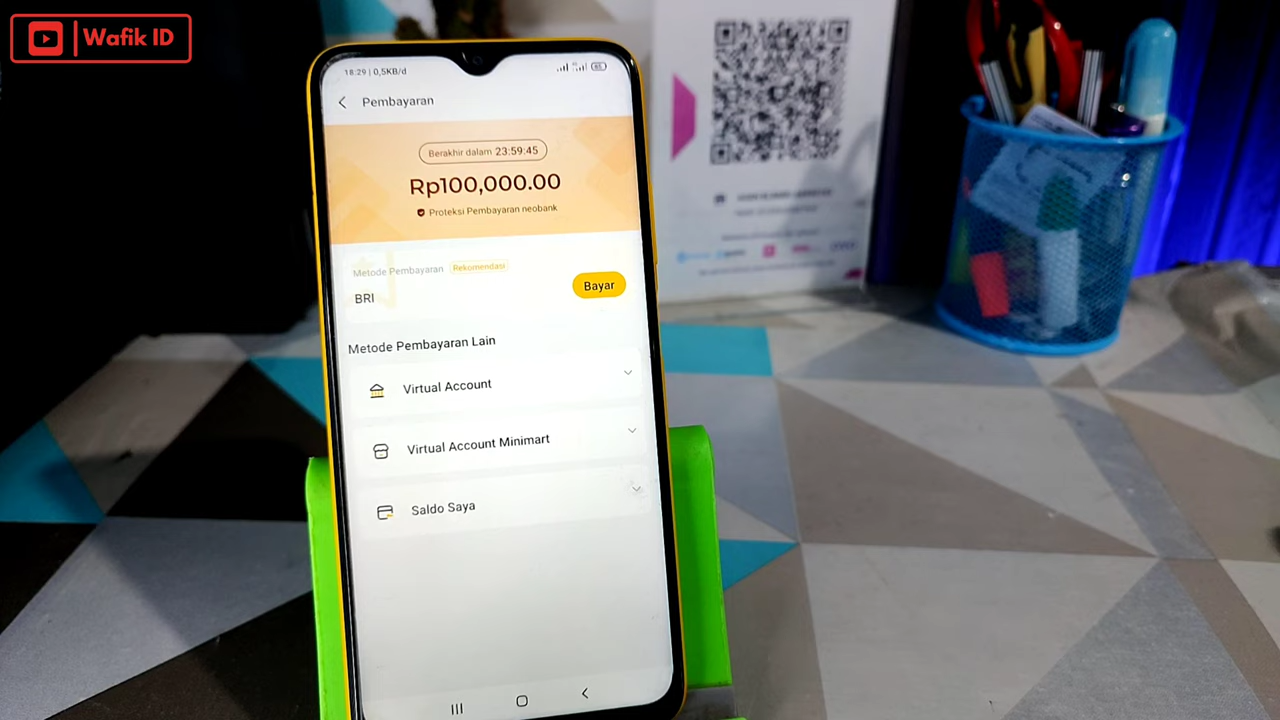 Wafik ID
18:29 | 0,5KB/d
Pembayaran
Berakhir dalam 23:59:45
Rp100,000.00
Proteksi Pembayaran neobank
Metode Pembayaran Rekomendasi
BRI
Bayar
Metode Pembayaran Lain
Virtual Account
Virtual Account Minimart
Saldo Saya